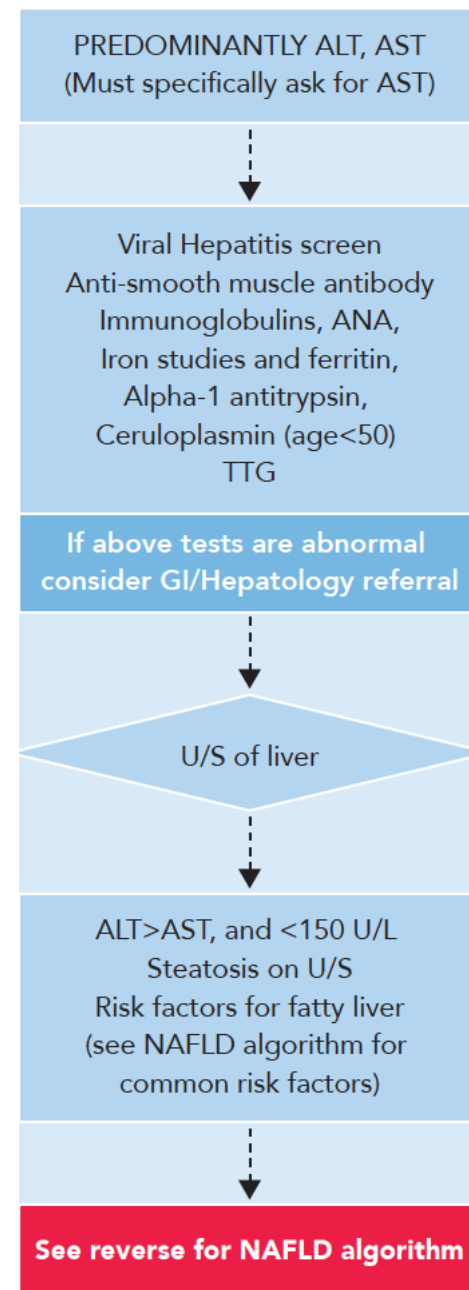 PREDOMINANTLY ALT, AST
(Must specifically ask for AST)
Viral Hepatitis screen
Anti-smooth muscle antibody
Immunoglobulins, ANA,
Iron studies and ferritin,
Alpha-1 antitrypsin,
Ceruloplasmin (age<50)
TTG
If above tests are abnormal
consider GI/Hepatology referral
U/S of liver
ALT>AST, and <150 U/L
Steatosis on U/S
Risk factors for fatty liver
(see NAFLD algorithm for
common risk factors)
See reverse for NAFLD algorithm